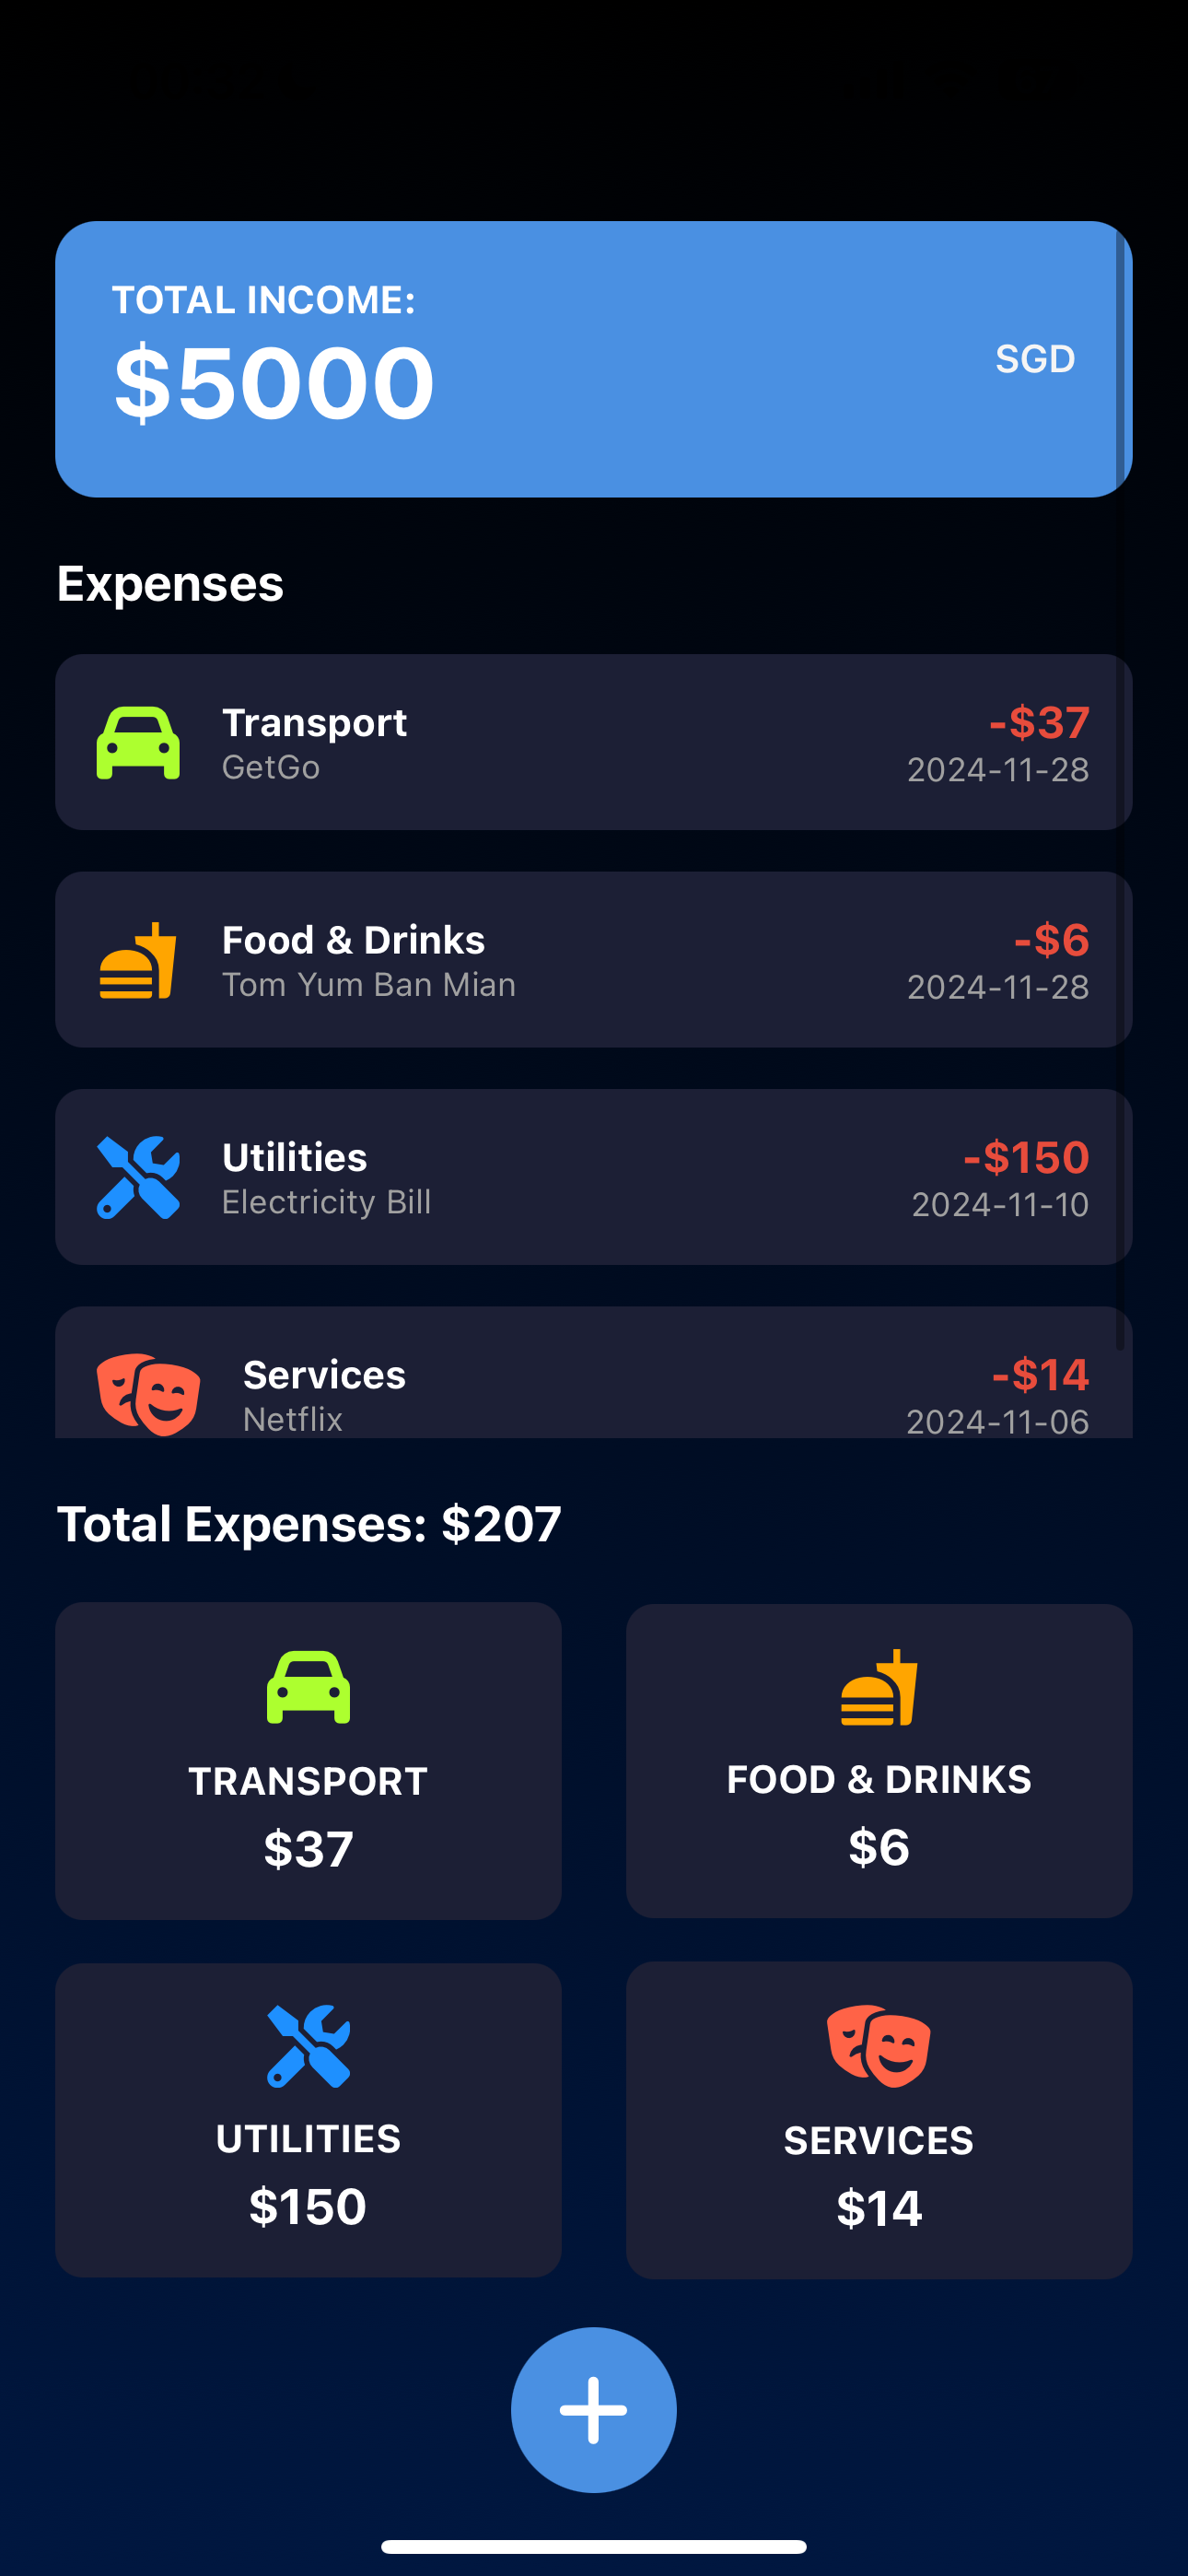 TOTAL INCOME:
$5000
SGD
Expenses
Transport
-$37
GetGo
2024-11-28
Food & Drinks
-$6
Tom Yum Ban Mian
2024-11-28
Utilities
-$150
Electricity Bill
2024-11-10
Services
-$14
Netflix
2024-11-06
Total Expenses: $207
TRANSPORT
$37
FOOD & DRINKS
$6
UTILITIES
$150
SERVICES
$14